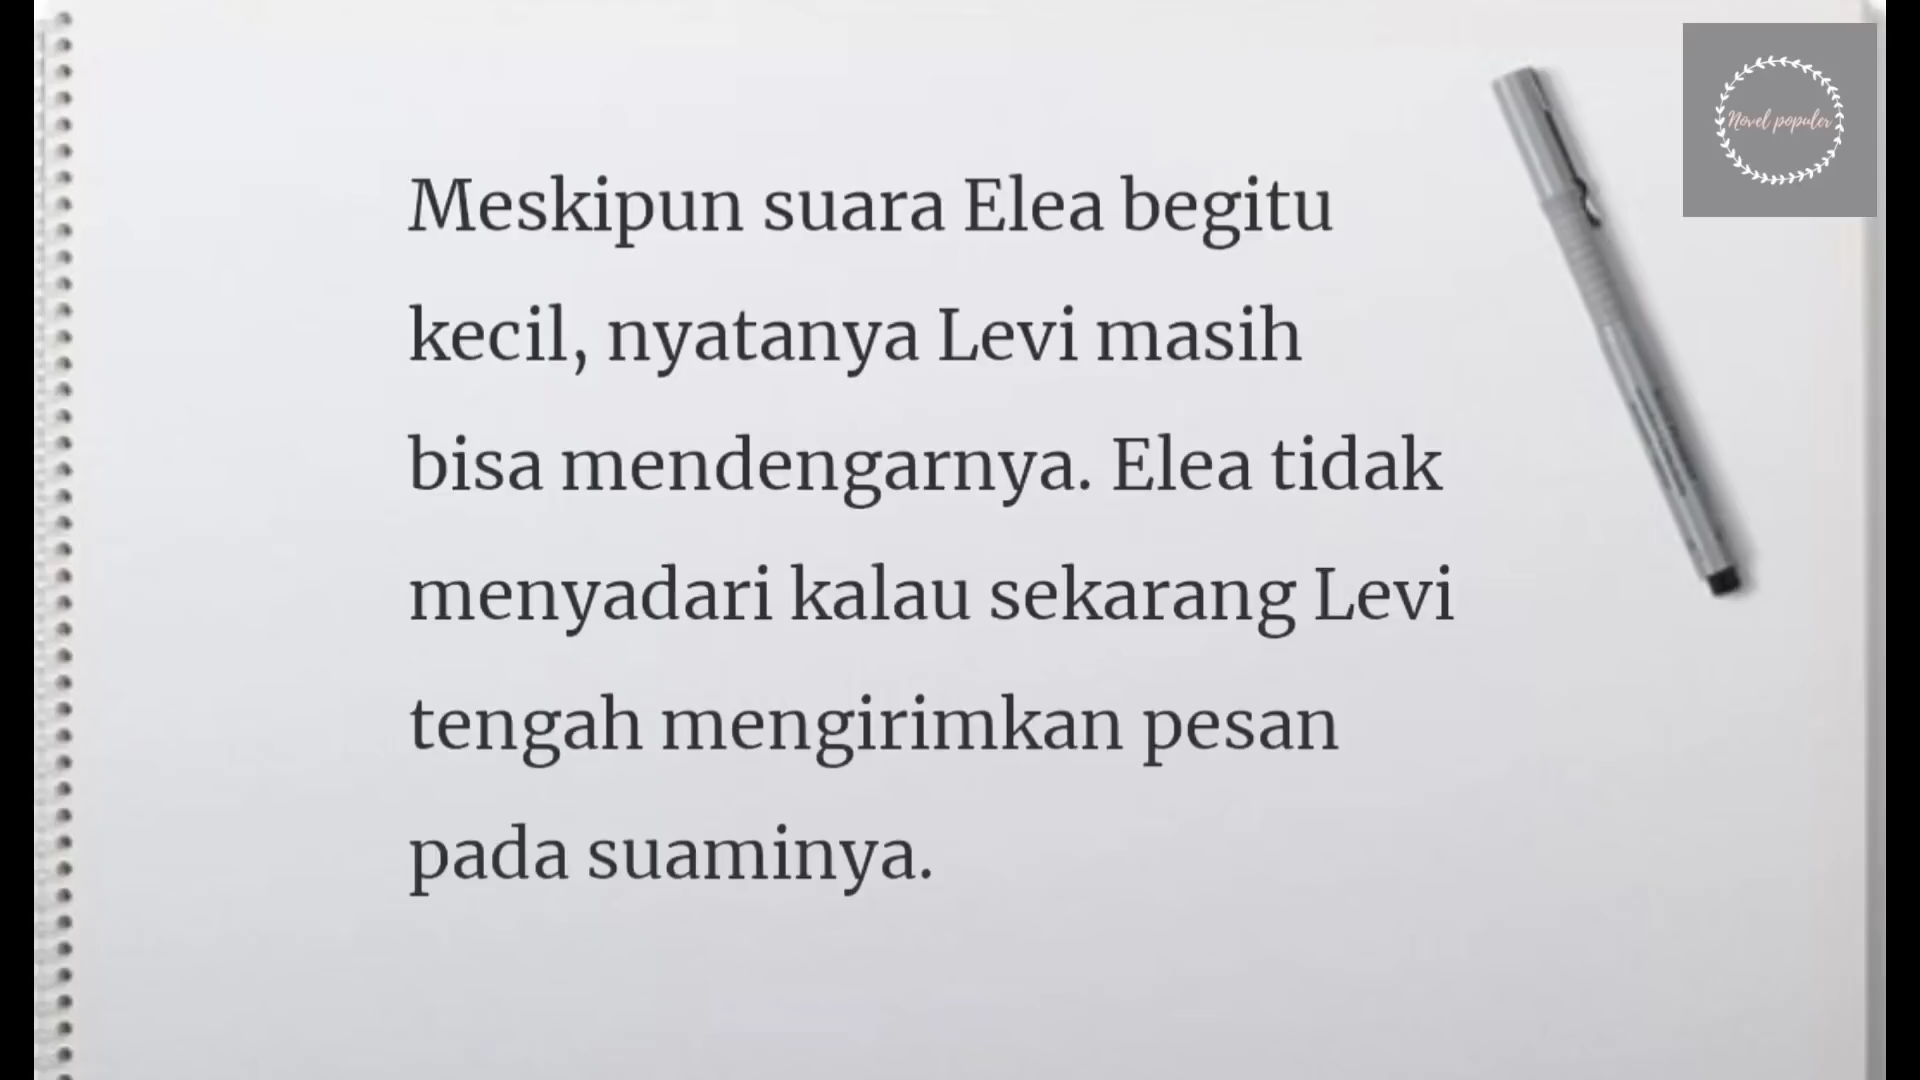 Novel populer
Meskipun suara Elea begitu
kecil, nyatanya Levi masih
bisa mendengarnya. Elea tidak
menyadari kalau sekarang Levi
tengah mengirimkan pesan
pada suaminya.